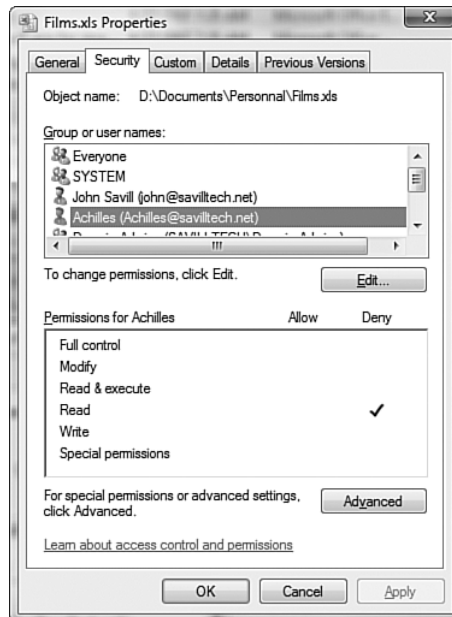 Films.xls Properties
General Security Custom Details Previous Versions
Object name: D:\Documents\Personnal\Films.xls
Group or user names:
Everyone
SYSTEM
John Savill (john@savilltech.net)
Achilles (Achilles@savilltech.net)
To change permissions, click Edit.
Edit...
Permissions for Achilles Allow Deny
Full control
Modify
Read & execute
Read
Write
Special permissions
For special permissions or advanced settings,
click Advanced.
Advanced
Learn about access control and permissions
OK Cancel Apply